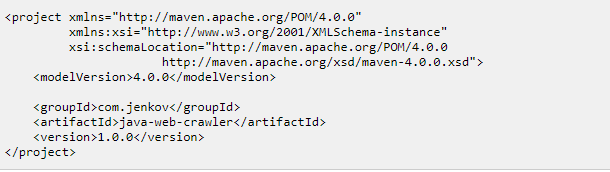 <project xmlns="http://maven.apache.org/POM/4.0.0"
         xmlns:xsi="http://www.w3.org/2001/XMLSchema-instance"
         xsi:schemaLocation="http://maven.apache.org/POM/4.0.0
                      http://maven.apache.org/xsd/maven-4.0.0.xsd">
    <modelVersion>4.0.0</modelVersion>

    <groupId>com.jenkov</groupId>
    <artifactId>java-web-crawler</artifactId>
    <version>1.0.0</version>
</project>